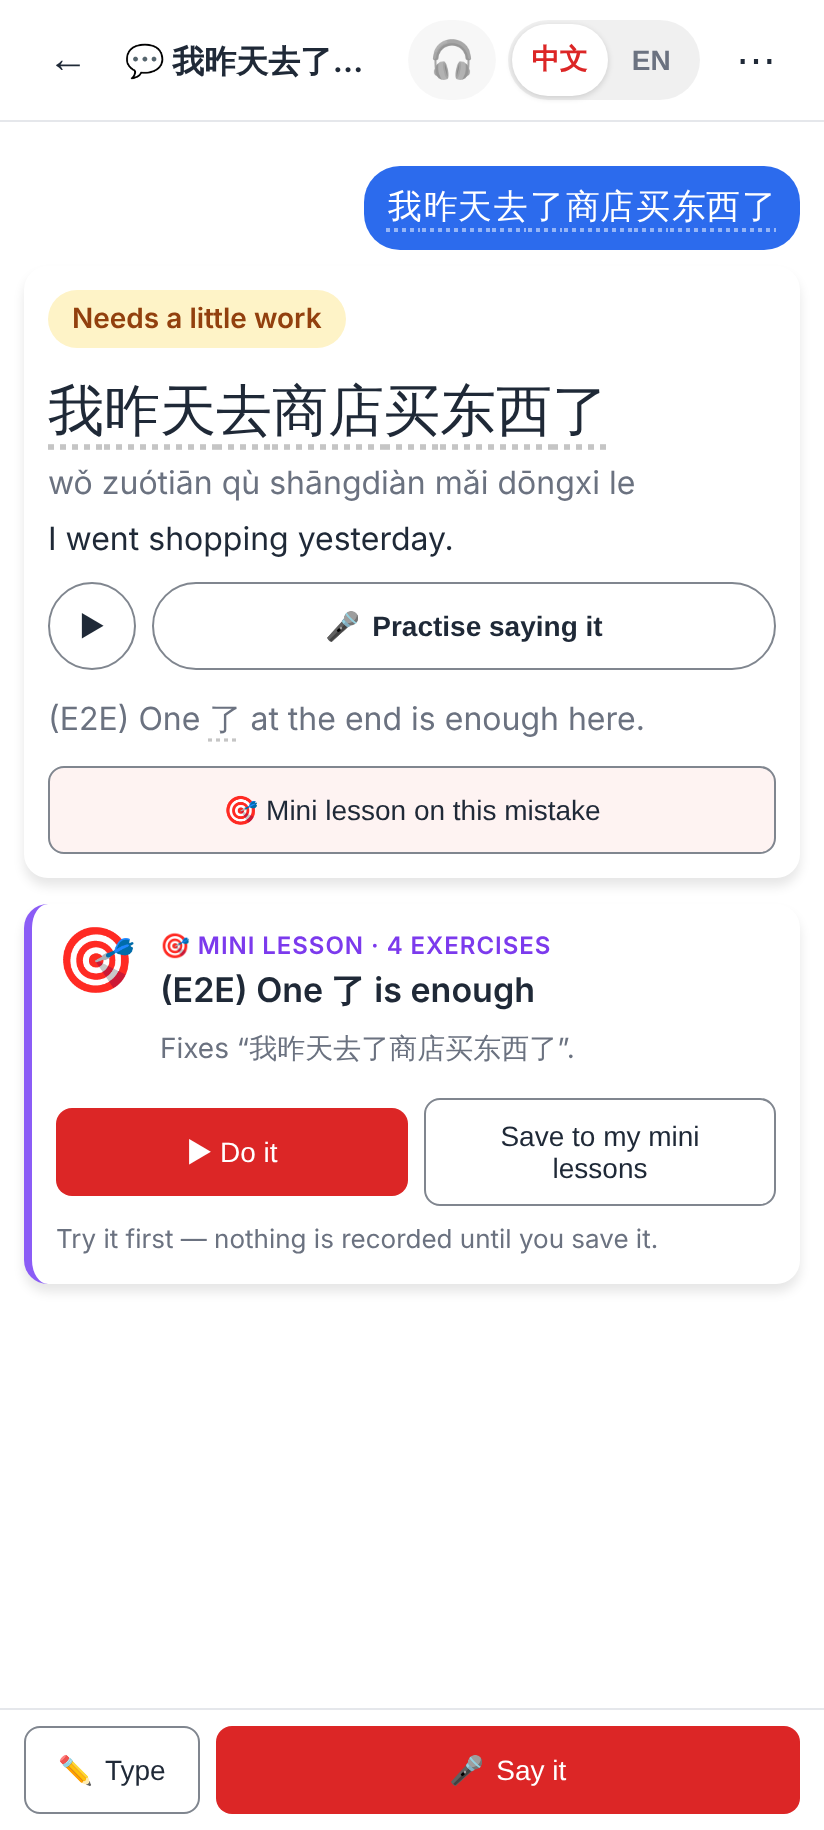 ← 💬 我昨天去了... 🎧 中文 EN ⋯
我昨天去了商店买东西了
Needs a little work
我昨天去商店买东西了
wǒ zuótiān qù shāngdiàn mǎi dōngxi le
I went shopping yesterday.
▶ 🎤 Practise saying it
(E2E) One 了 at the end is enough here.
🎯 Mini lesson on this mistake
🎯 MINI LESSON · 4 EXERCISES
(E2E) One 了 is enough
Fixes “我昨天去了商店买东西了”.
▶ Do it
Save to my mini
lessons
Try it first — nothing is recorded until you save it.
✏️ Type
🎤 Say it